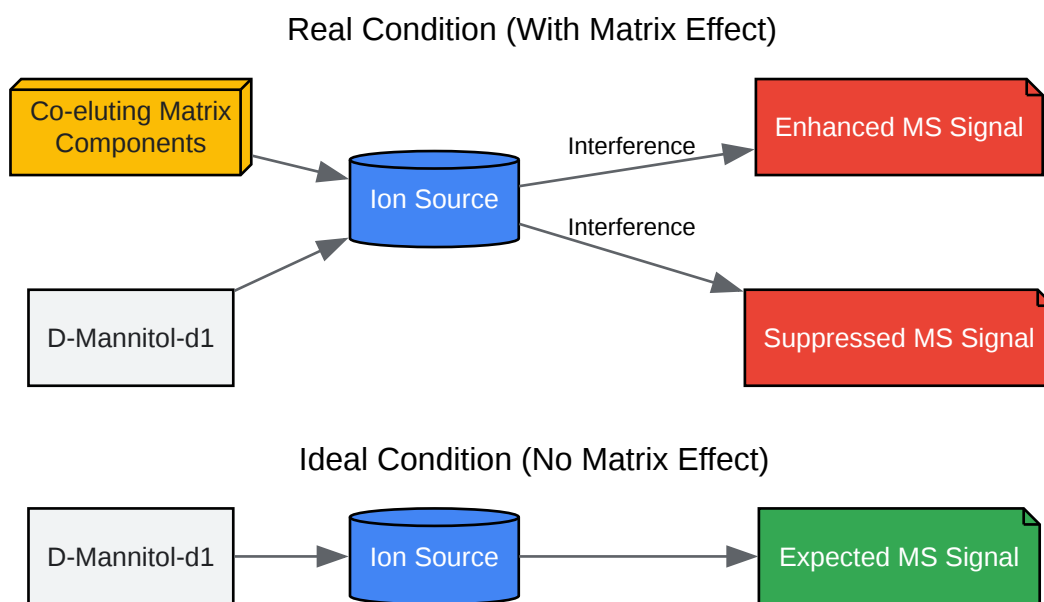 Real Condition (With Matrix Effect)
Co-eluting Matrix
Components
Ion Source
Interference
Enhanced MS Signal
Interference
D-Mannitol-d1
Suppressed MS Signal
Ideal Condition (No Matrix Effect)
D-Mannitol-d1
Ion Source
Expected MS Signal